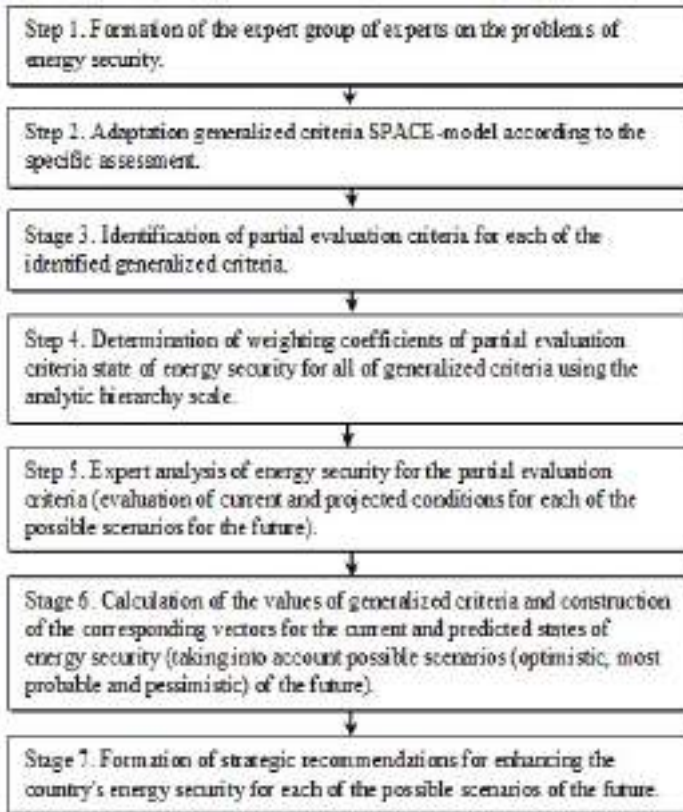 Step 1. Formation of the expert group of experts on the problems of
energy security.
Step 2. Adaptation generalized criteria SPACE-model according to the
specific assessment.
Stage 3. Identification of partial evaluation criteria for each of the
identified generalized criteria.
Step 4. Determination of weighting coefficients of partial evaluation
criteria state of energy security for all of generalized criteria using the
analytic hierarchy scale.
Step 5. Expert analysis of energy security for the partial evaluation
criteria (evaluation of current and projected conditions for each of the
possible scenarios for the future).
Stage 6. Calculation of the values of generalized criteria and construction
of the corresponding vectors for the current and predicted states of
energy security (taking into account possible scenarios (optimistic, most
probable and pessimistic) of the future).
Stage 7. Formation of strategic recommendations for enhancing the
country's energy security for each of the possible scenarios of the future.